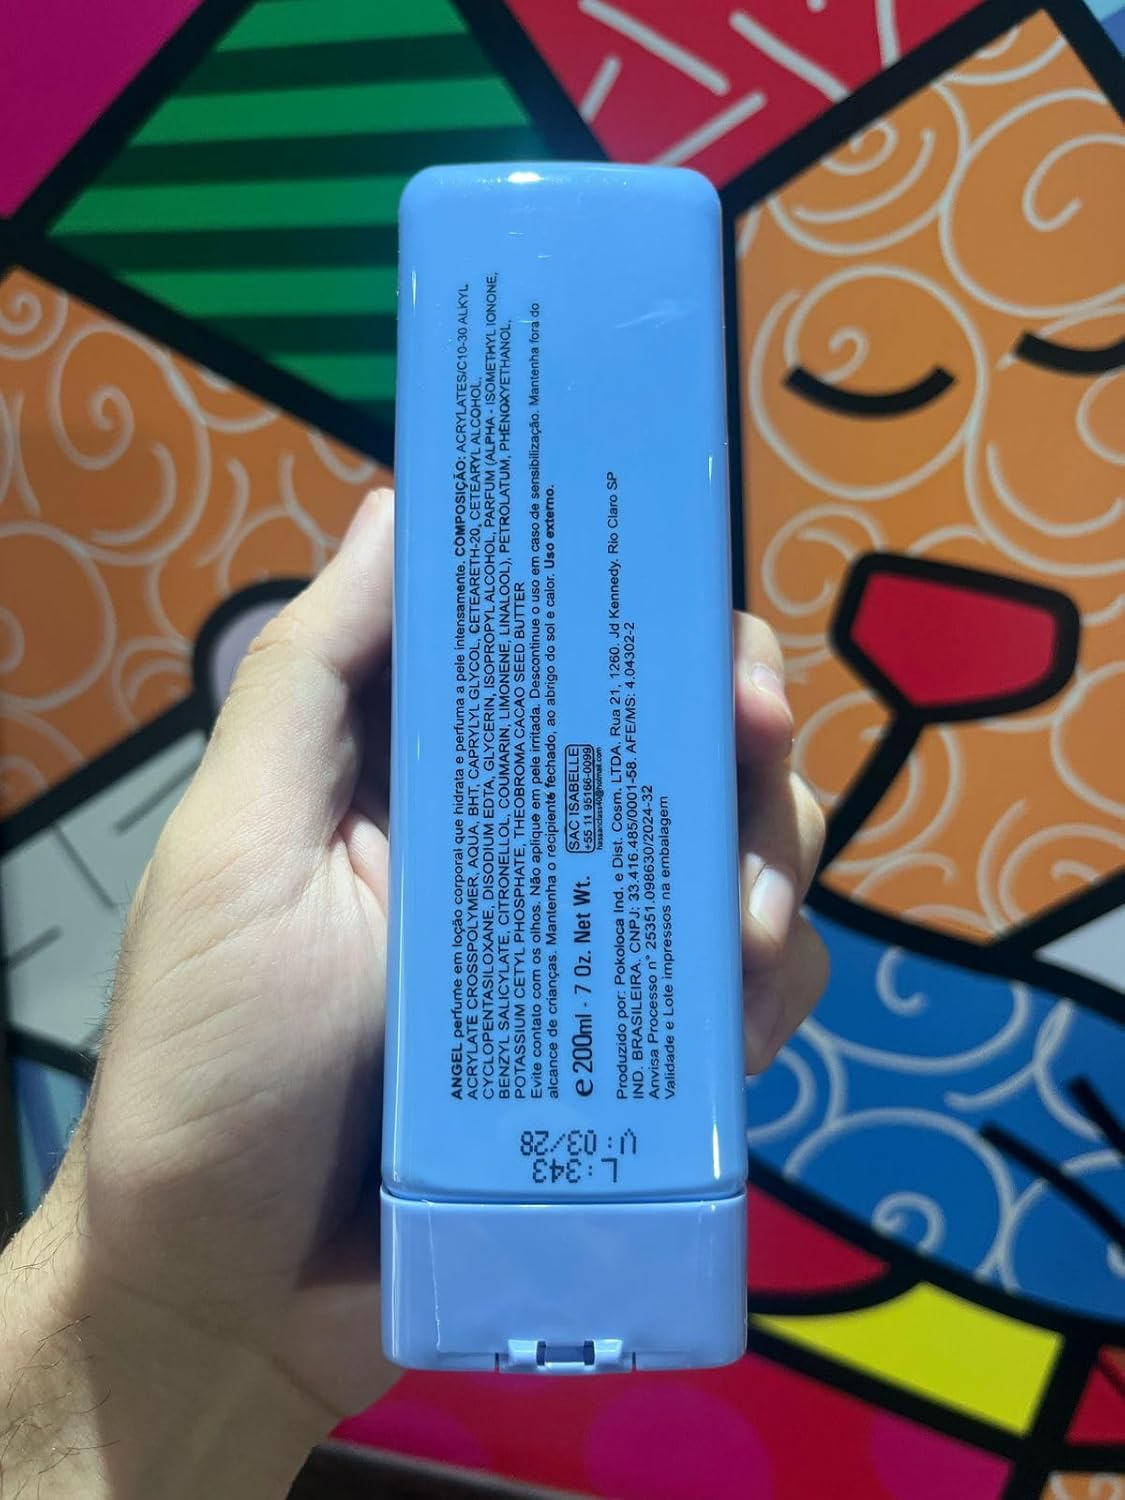 ANGEL perfume em loção corporal que hidrata e perfuma a pele intensamente. COMPOSIÇÃO: ACRYLATES/C10-30 ALKYL
ACRYLATE CROSSPOLYMER, AQUA, BHT, CAPRYLYL GLYCOL, CETEARETH-20, CETEARYL ALCOHOL,
CYCLOPENTASILOXANE, DISODIUM EDTA, GLYCERIN, ISOPROPYL ALCOHOL, PARFUM (ALPHA - ISOMETHYL IONONE,
BENZYL SALICYLATE, CITRONELLOL, COUMARIN, LIMONENE, LINALOOL), PETROLATUM, PHENOXYETHANOL,
POTASSIUM CETYL PHOSPHATE, THEOBROMA CACAO SEED BUTTER
Evite contato com os olhos. Não aplique em pele irritada. Descontinue o uso em caso de sensibilização. Mantenha fora do
alcance de crianças. Mantenha o recipiente fechado, ao abrigo do sol e calor. Uso externo.
e 200ml - 7 Oz. Net Wt.
SAC ISABELLE
+55 11 95166-0099
Produzido por: Pokoloca Ind. e Dist. Cosm. LTDA. Rua 21, 1260. Jd Kennedy. Rio Claro SP
IND. BRASILEIRA. CNPJ: 33.416.485/0001-58. AFE/MS: 4.04302-2
Anvisa Processo n° 25351.098630/2024-32
Validade e Lote impressos na embalagem
L:343
V:03/28